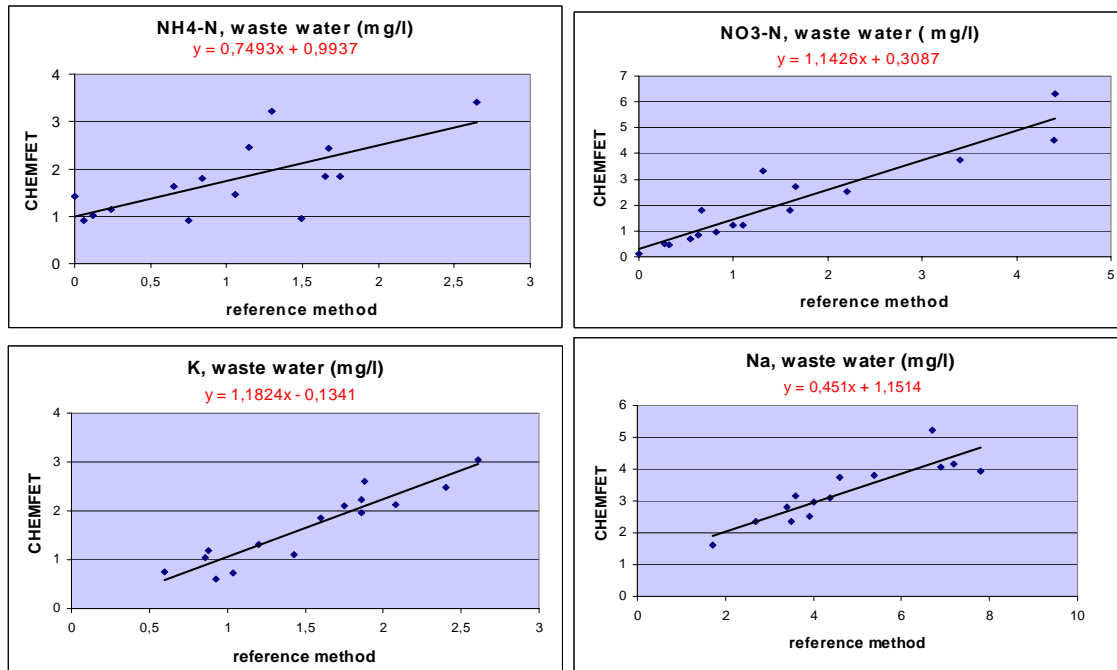 NH4-N, waste water (mg/l)
y = 0,7493x + 0,9937
4
3
2
1
0
CHEMFET
0 0,5 1 1,5 2 2,5 3
reference method
NO3-N, waste water ( mg/l)
y = 1,1426x + 0,3087
7
6
5
4
3
2
1
0
CHEMFET
0 1 2 3 4 5
reference method
K, waste water (mg/l)
y = 1,1824x - 0,1341
4
3
2
1
0
CHEMFET
0 0,5 1 1,5 2 2,5 3
reference method
Na, waste water (mg/l)
y = 0,451x + 1,1514
6
5
4
3
2
1
0
CHEMFET
0 2 4 6 8 10
reference method